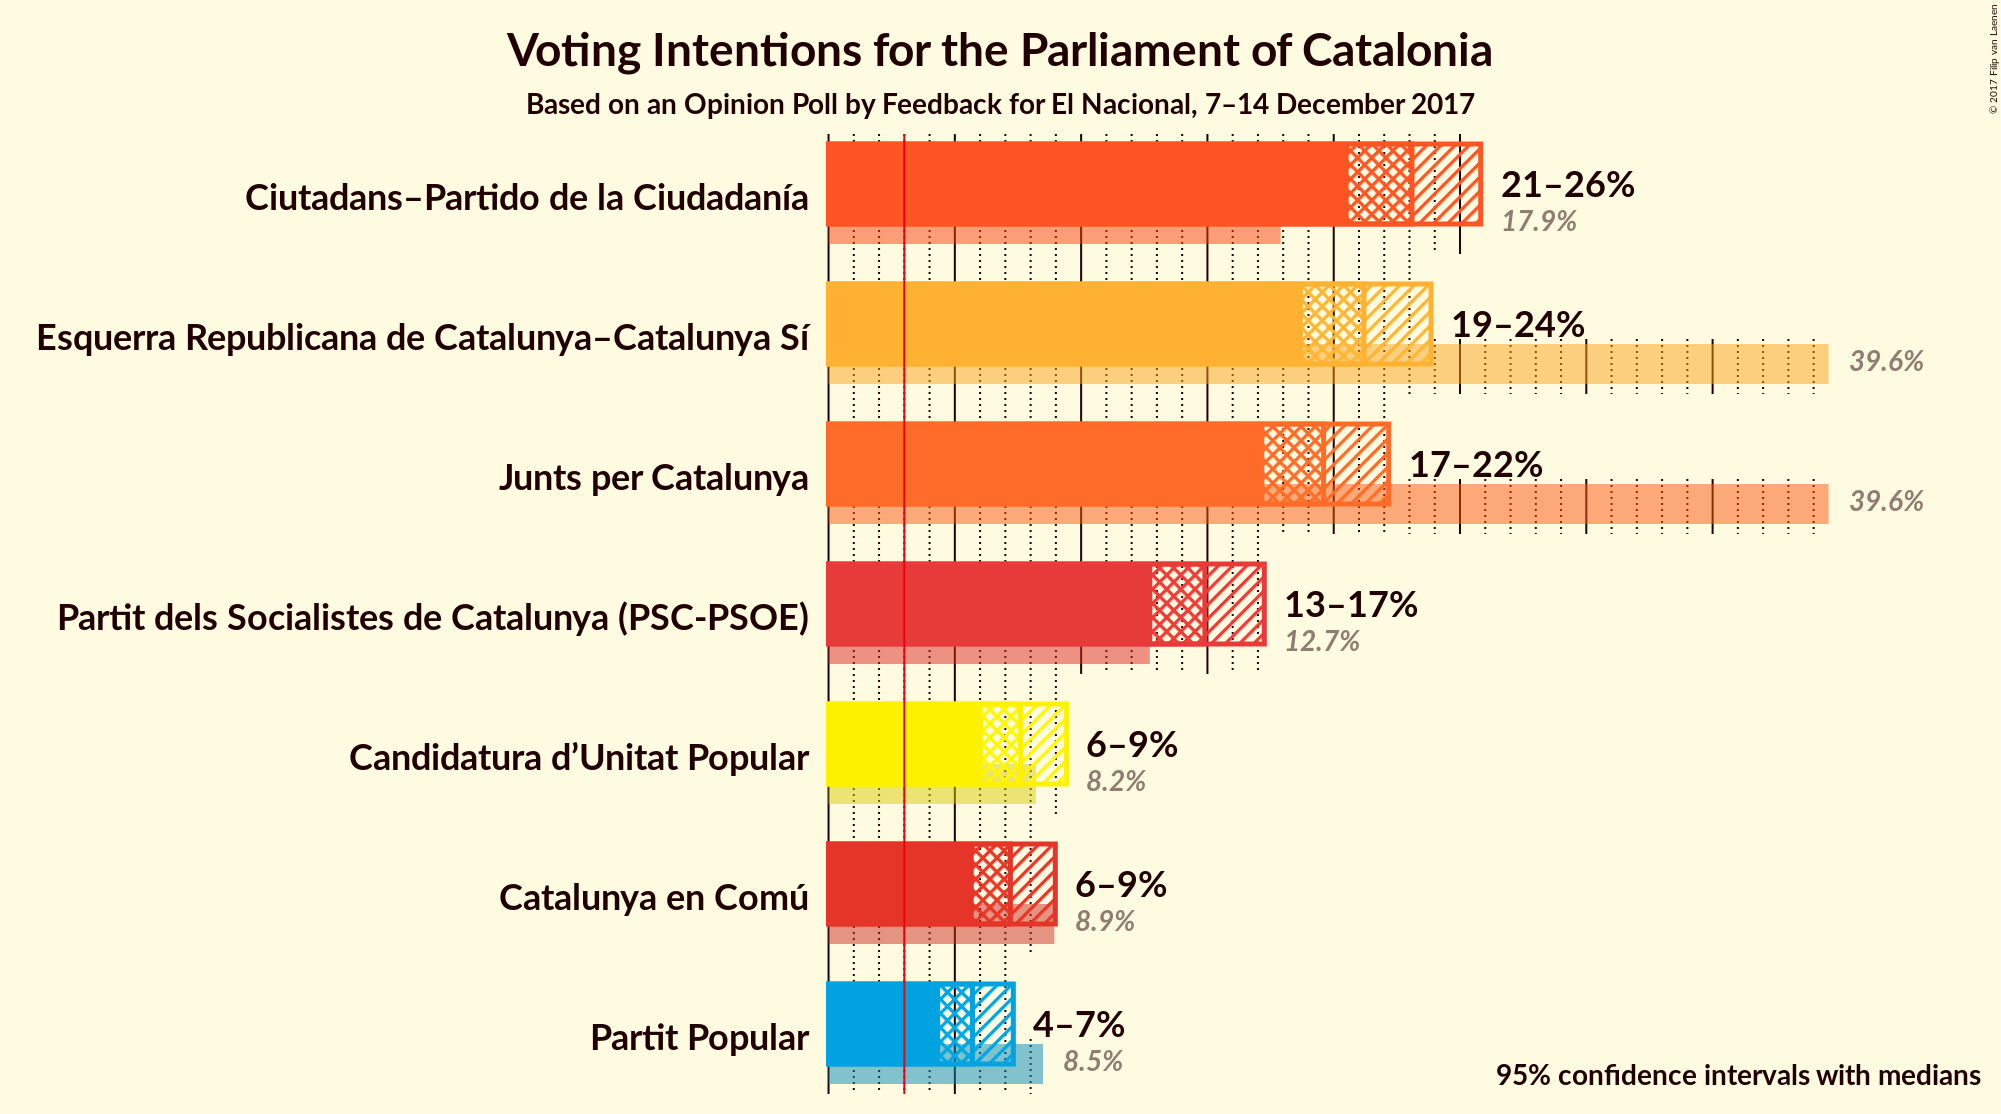 Voting Intentions for the Parliament of Catalonia
Based on an Opinion Poll by Feedback for El Nacional, 7–14 December 2017
© 2017 Filip van Laenen
Ciutadans–Partido de la Ciudadanía
21–26%
17.9%
Esquerra Republicana de Catalunya–Catalunya Sí
19–24%
39.6%
Junts per Catalunya
17–22%
39.6%
Partit dels Socialistes de Catalunya (PSC-PSOE)
13–17%
12.7%
Candidatura d’Unitat Popular
6–9%
8.2%
Catalunya en Comú
6–9%
8.9%
Partit Popular
4–7%
8.5%
95% confidence intervals with medians